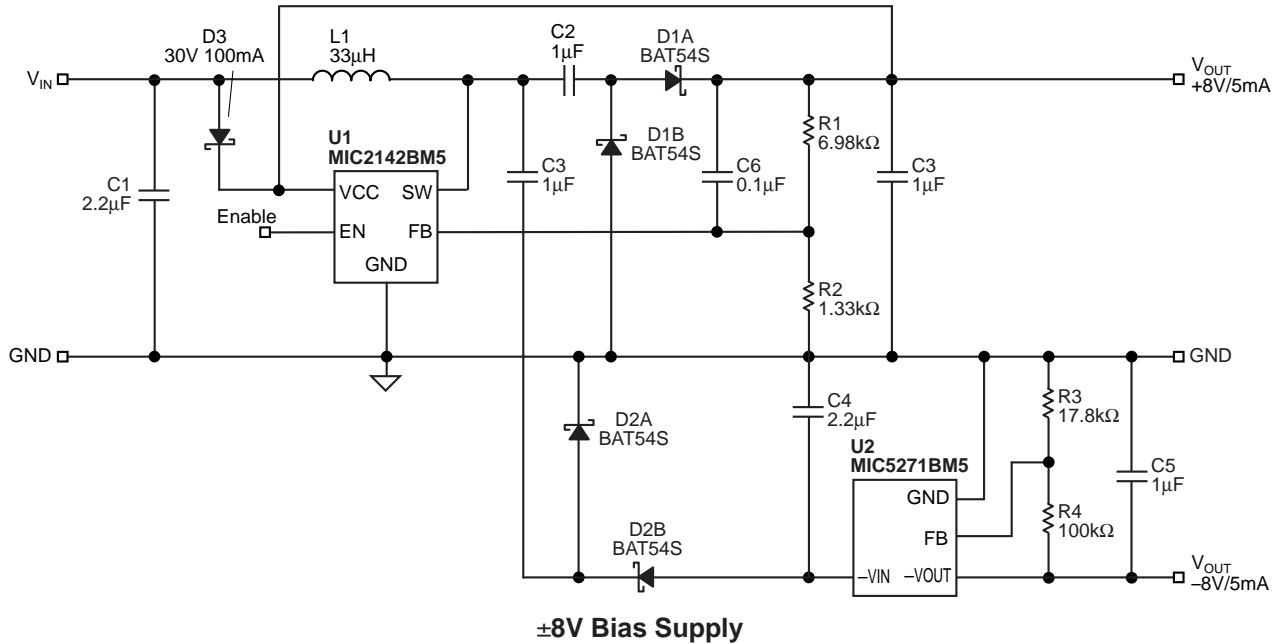 D3
30V 100mA
L1
33µH
C2
1µF
D1A
BAT54S
VIN
VOUT
+8V/5mA
U1
MIC2142BM5
D1B
BAT54S
R1
6.98kΩ
C1
2.2µF
C3
1µF
C6
0.1µF
C3
1µF
VCC
SW
Enable
EN
FB
GND
R2
1.33kΩ
GND
GND
D2A
BAT54S
C4
2.2µF
R3
17.8kΩ
U2
MIC5271BM5
C5
1µF
GND
R4
100kΩ
FB
D2B
BAT54S
–VIN
–VOUT
VOUT
–8V/5mA
±8V Bias Supply